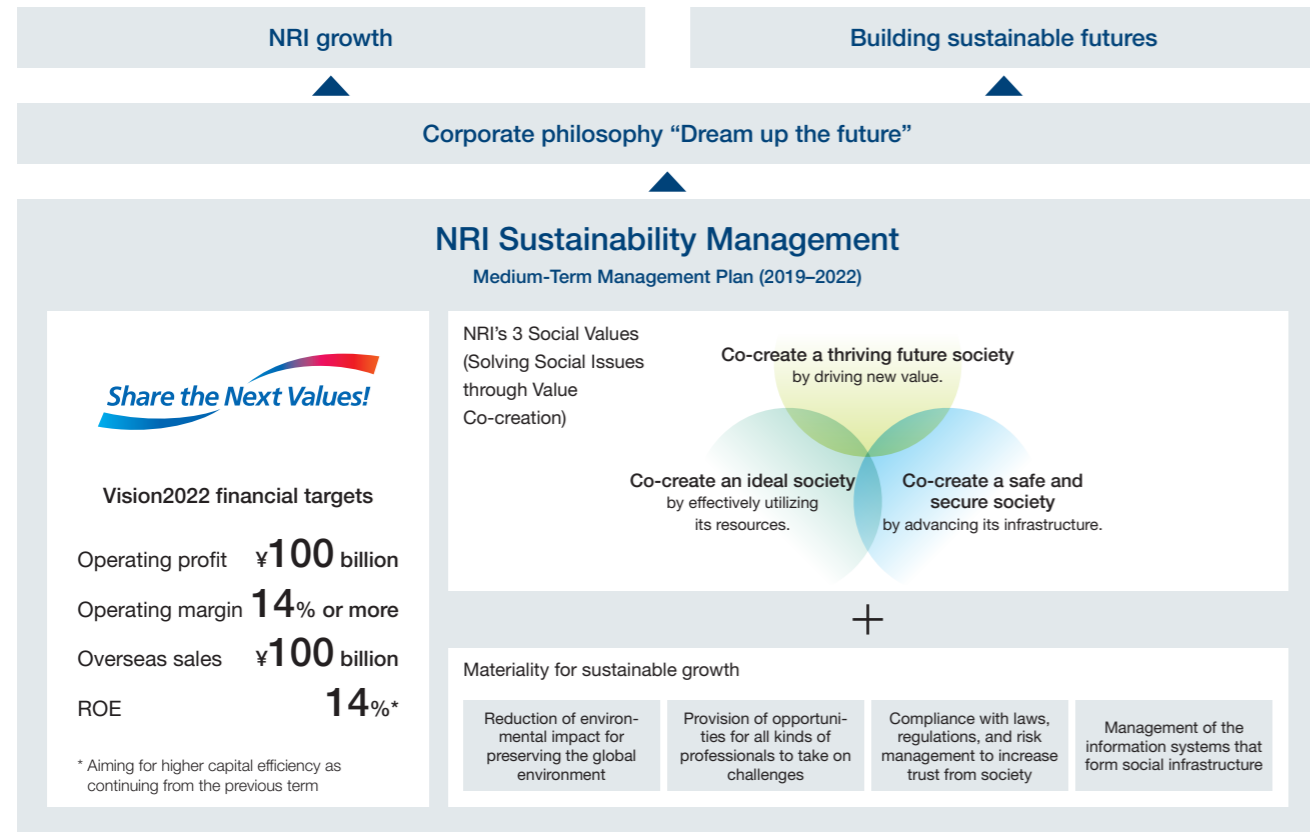 NRI growth
Building sustainable futures
Corporate philosophy “Dream up the future”
NRI Sustainability Management
Medium-Term Management Plan (2019–2022)
Share the Next Values!
Vision2022 financial targets
Operating profit ¥100 billion
Operating margin 14% or more
Overseas sales ¥100 billion
ROE 14%*
* Aiming for higher capital efficiency as
continuing from the previous term
NRI’s 3 Social Values
(Solving Social Issues
through Value
Co-creation)
Co-create a thriving future society
by driving new value.
Co-create an ideal society
by effectively utilizing
its resources.
Co-create a safe and
secure society
by advancing its infrastructure.
+
Materiality for sustainable growth
Reduction of environ-
mental impact for
preserving the global
environment
Provision of opportuni-
ties for all kinds of
professionals to take on
challenges
Compliance with laws,
regulations, and risk
management to increase
trust from society
Management of the
information systems that
form social infrastructure